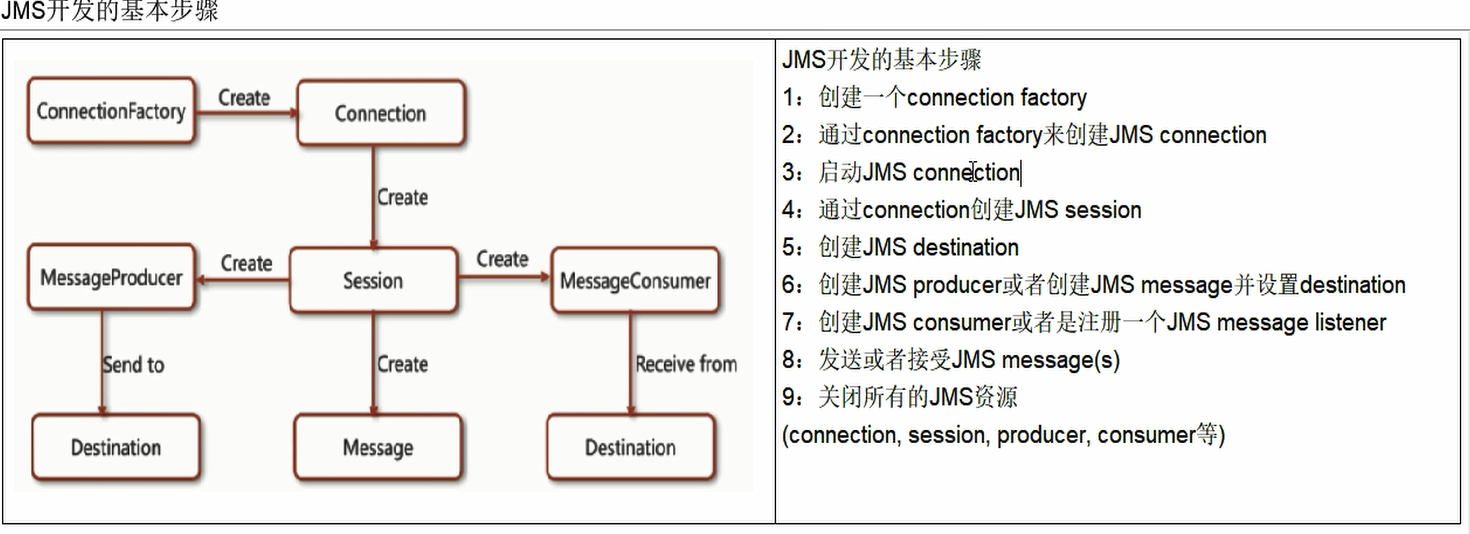 JMS开发的基本步骤
ConnectionFactory
Create
Connection
Create
MessageProducer
Create
Session
Create
MessageConsumer
Send to
Create
Receive from
Destination
Message
Destination
JMS开发的基本步骤
1：创建一个connection factory
2：通过connection factory来创建JMS connection
3：启动JMS connection
4：通过connection创建JMS session
5：创建JMS destination
6：创建JMS producer或者创建JMS message并设置destination
7：创建JMS consumer或者是注册一个JMS message listener
8：发送或者接受JMS message(s)
9：关闭所有的JMS资源
(connection, session, producer, consumer等)